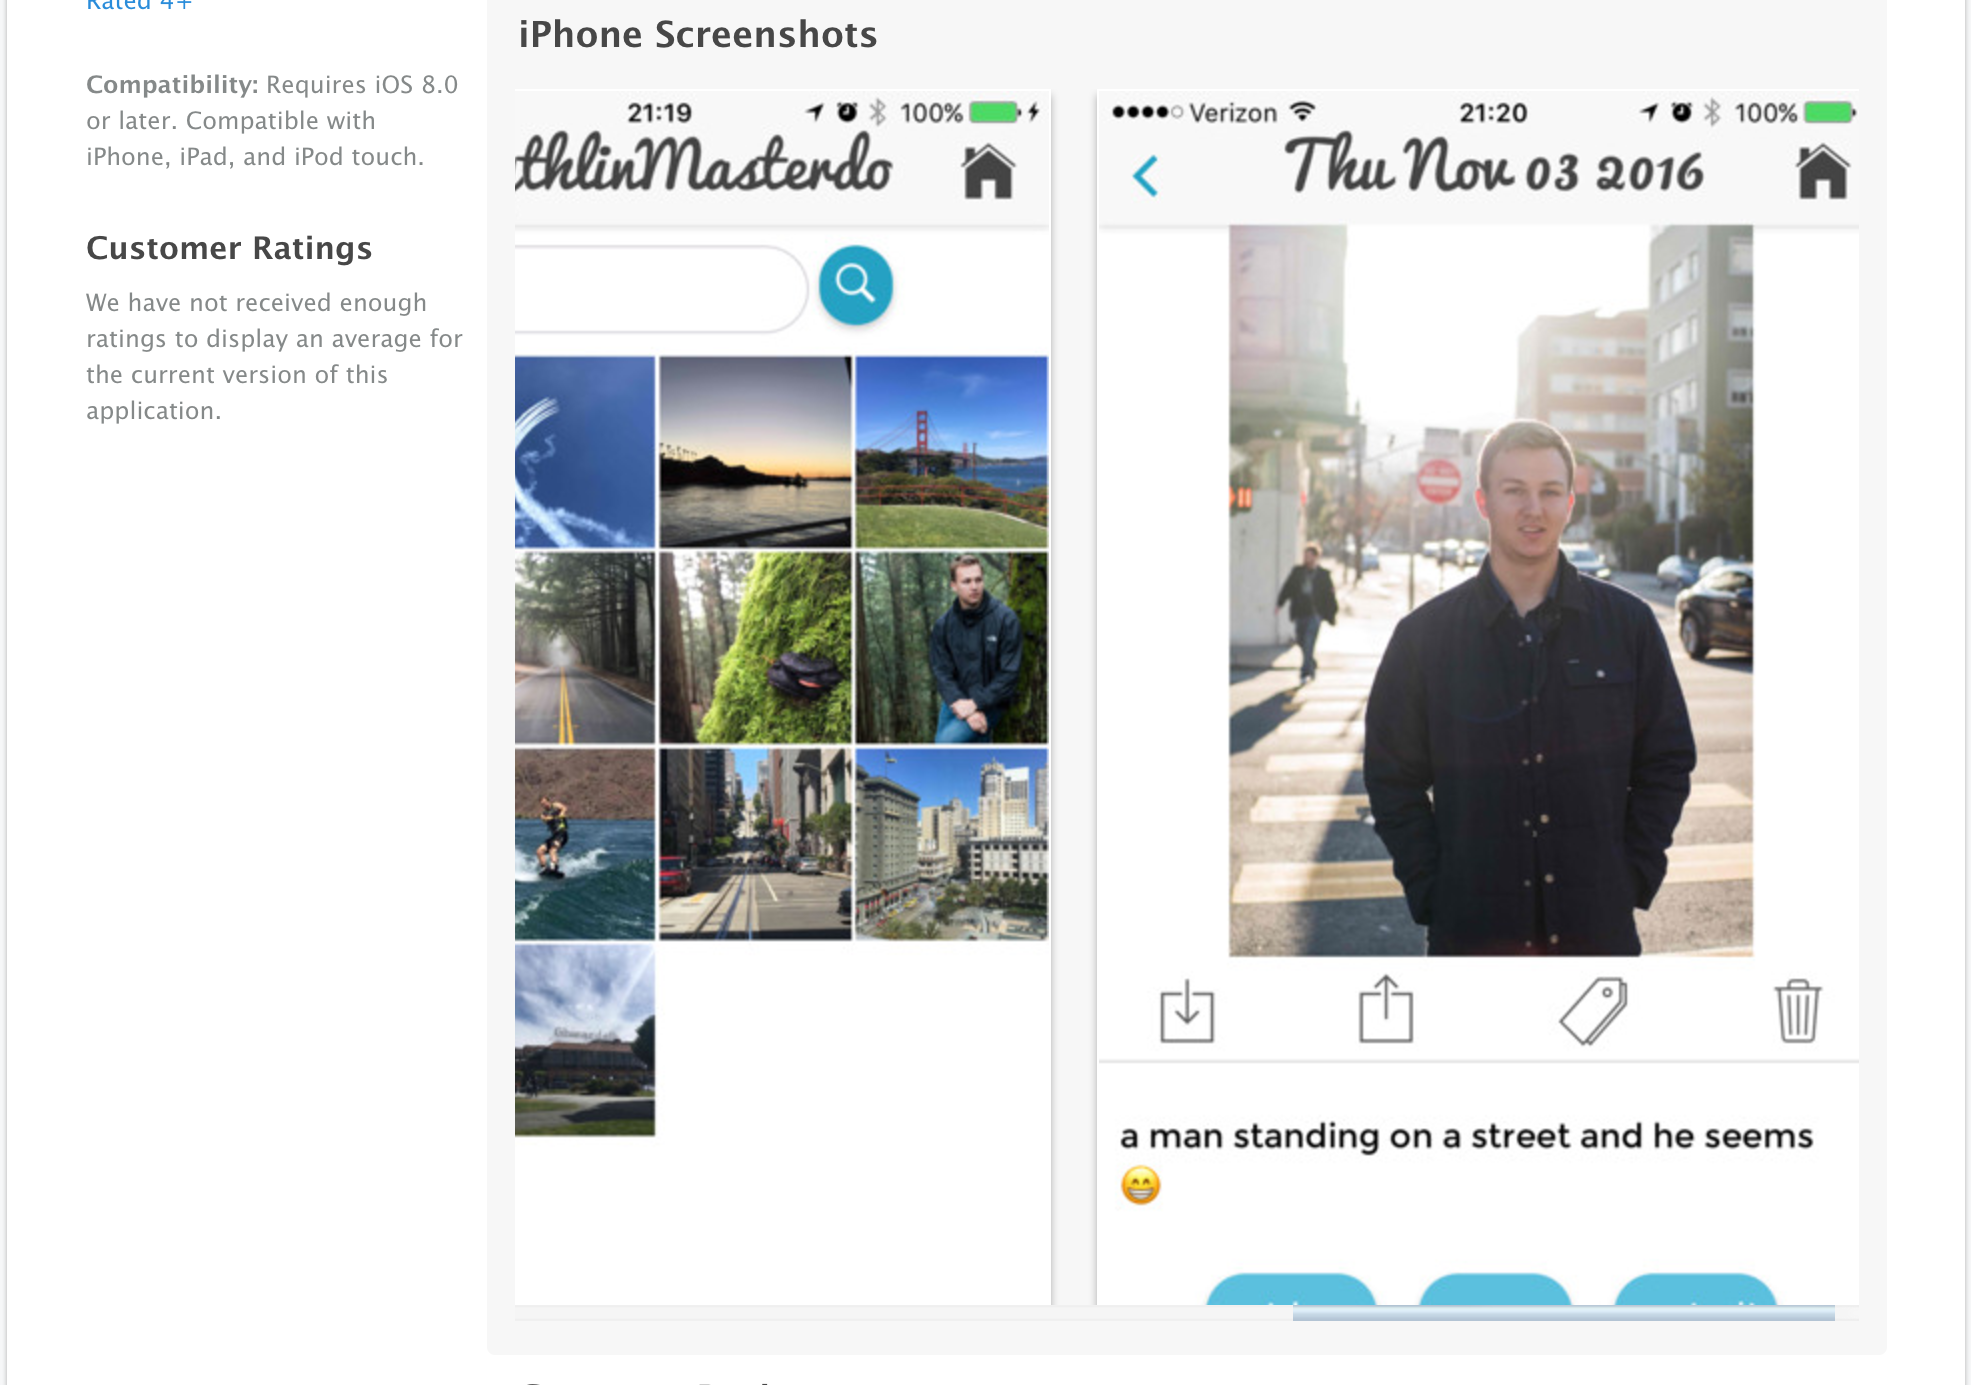 Rated 4+
Compatibility: Requires iOS 8.0
or later. Compatible with
iPhone, iPad, and iPod touch.
Customer Ratings
We have not received enough
ratings to display an average for
the current version of this
application.
iPhone Screenshots
21:19 100%
thlinMasterdo
Verizon 21:20 100%
Thu Nov 03 2016
a man standing on a street and he seems
😁